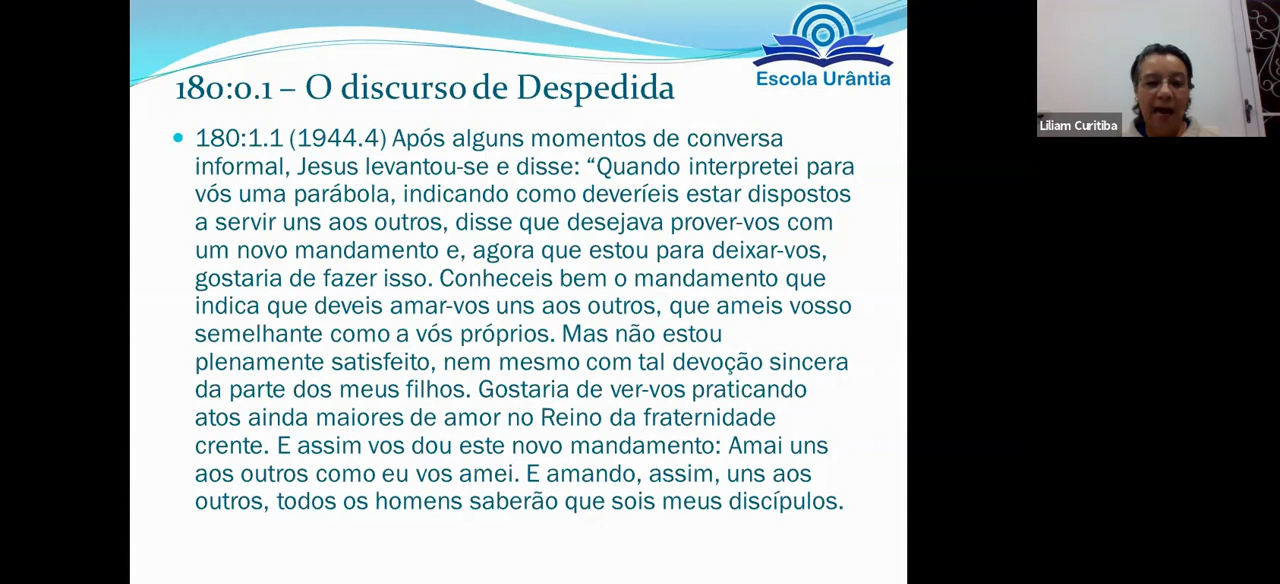 Escola Urântia
180:0.1 – O discurso de Despedida
180:1.1 (1944.4) Após alguns momentos de conversa
informal, Jesus levantou-se e disse: “Quando interpretei para
vós uma parábola, indicando como deveríeis estar dispostos
a servir uns aos outros, disse que desejava prover-vos com
um novo mandamento e, agora que estou para deixar-vos,
gostaria de fazer isso. Conheceis bem o mandamento que
indica que deveis amar-vos uns aos outros, que ameis vosso
semelhante como a vós próprios. Mas não estou
plenamente satisfeito, nem mesmo com tal devoção sincera
da parte dos meus filhos. Gostaria de ver-vos praticando
atos ainda maiores de amor no Reino da fraternidade
crente. E assim vos dou este novo mandamento: Amai uns
aos outros como eu vos amei. E amando, assim, uns aos
outros, todos os homens saberão que sois meus discípulos.
Liliam Curitiba